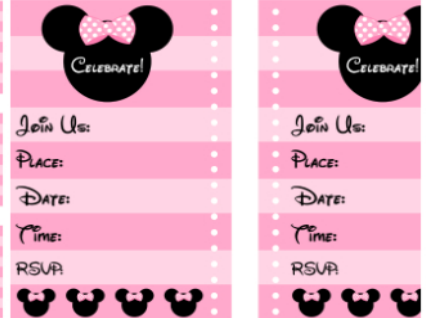 CELEBRATE!
JOIN US:
PLACE:
DATE:
TIME:
RSVP:
CELEBRATE!
JOIN US:
PLACE:
DATE:
TIME:
RSVP: